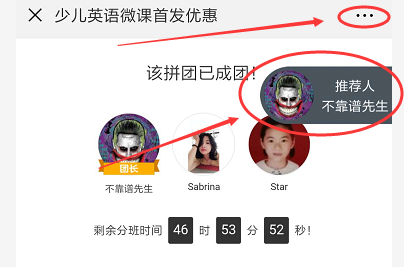 少儿英语微课首发优惠
该拼团已成团！
推荐人
不靠谱先生
团长
不靠谱先生
Sabrina
Star
剩余分班时间 46 时 53 分 52 秒！